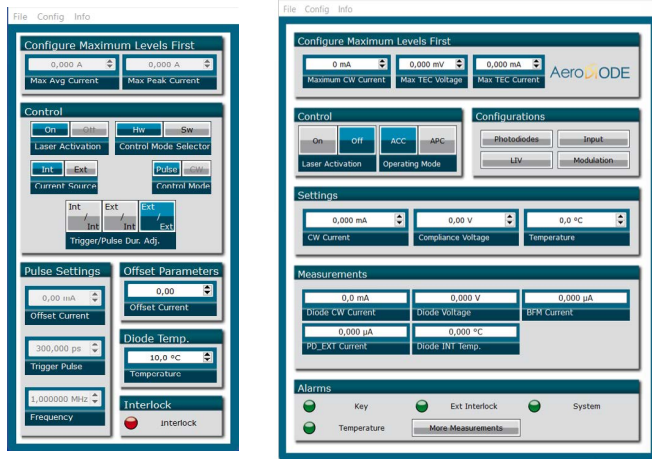 File Config Info
Configure Maximum Levels First
0,000 A 0,000 A
Max Avg Current Max Peak Current
Control
On Off Hw Sw
Laser Activation Control Mode Selector
Int Ext Pulse CW
Current Source Control Mode
Int Ext Ext
/ / /
Int Int Ext
Trigger/Pulse Dur. Adj.
Pulse Settings
0,00 mA
Offset Current
300,000 ps
Trigger Pulse
1,000000 MHz
Frequency
Offset Parameters
0,00
Offset Current
Diode Temp.
10,0 °C
Temperature
Interlock
Interlock
File Config Info
Configure Maximum Levels First
0 mA 0,000 mV 0,000 mA
Maximum CW Current Max TEC Voltage Max TEC Current
AeroDIODE
Control
On Off ACC APC
Laser Activation Operating Mode
Configurations
Photodiodes Input
LIV Modulation
Settings
0,000 mA 0,00 V 0,0 °C
CW Current Compliance Voltage Temperature
Measurements
0,0 mA 0,000 V 0,000 µA
Diode CW Current Diode Voltage BFM Current
0,000 µA 0,000 °C
PD_EXT Current Diode INT Temp.
Alarms
Key Ext Interlock System
Temperature More Measurements